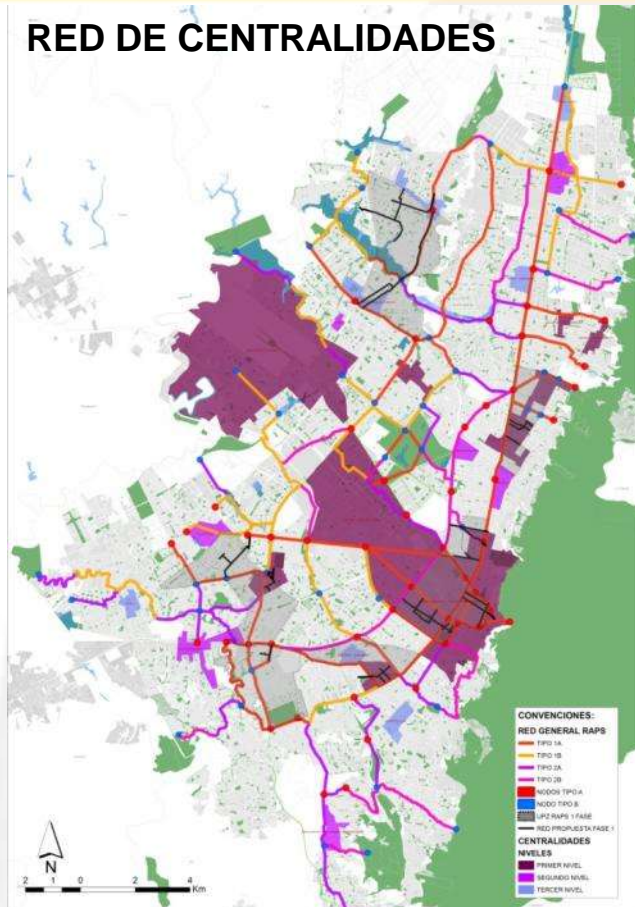 RED DE CENTRALIDADES
CONVENCIONES:
RED GENERAL RAPS
TIPO 1A
TIPO 1B
TIPO 2A
TIPO 2B
NODOS TIPO A
NODO TIPO B
UPZ RAPS 1 FASE
RED PROPUESTA FASE 1
CENTRALIDADES
NIVELES
PRIMER NIVEL
SEGUNDO NIVEL
TERCER NIVEL
N
2 1 0 2 4
Km